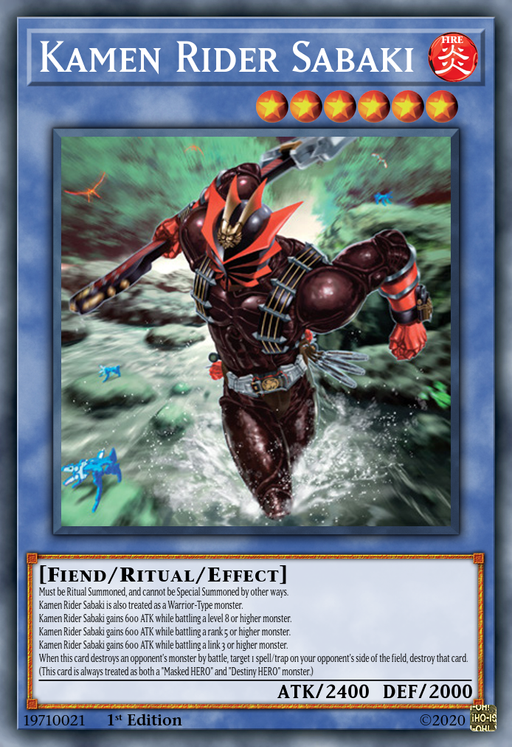 Kamen Rider Sabaki
FIRE
炎
[Fiend/Ritual/Effect]
Must be Ritual Summoned, and cannot be Special Summoned by other ways.
Kamen Rider Sabaki is also treated as a Warrior-Type monster.
Kamen Rider Sabaki gains 600 ATK while battling a level 8 or higher monster.
Kamen Rider Sabaki gains 600 ATK while battling a rank 5 or higher monster.
Kamen Rider Sabaki gains 600 ATK while battling a link 3 or higher monster.
When this card destroys an opponent's monster by battle, target 1 spell/trap on your opponent's side of the field, destroy that card.
(This card is always treated as both a "Masked HERO" and "Destiny HERO" monster.)
ATK/2400 DEF/2000
19710021 1st Edition ©2020